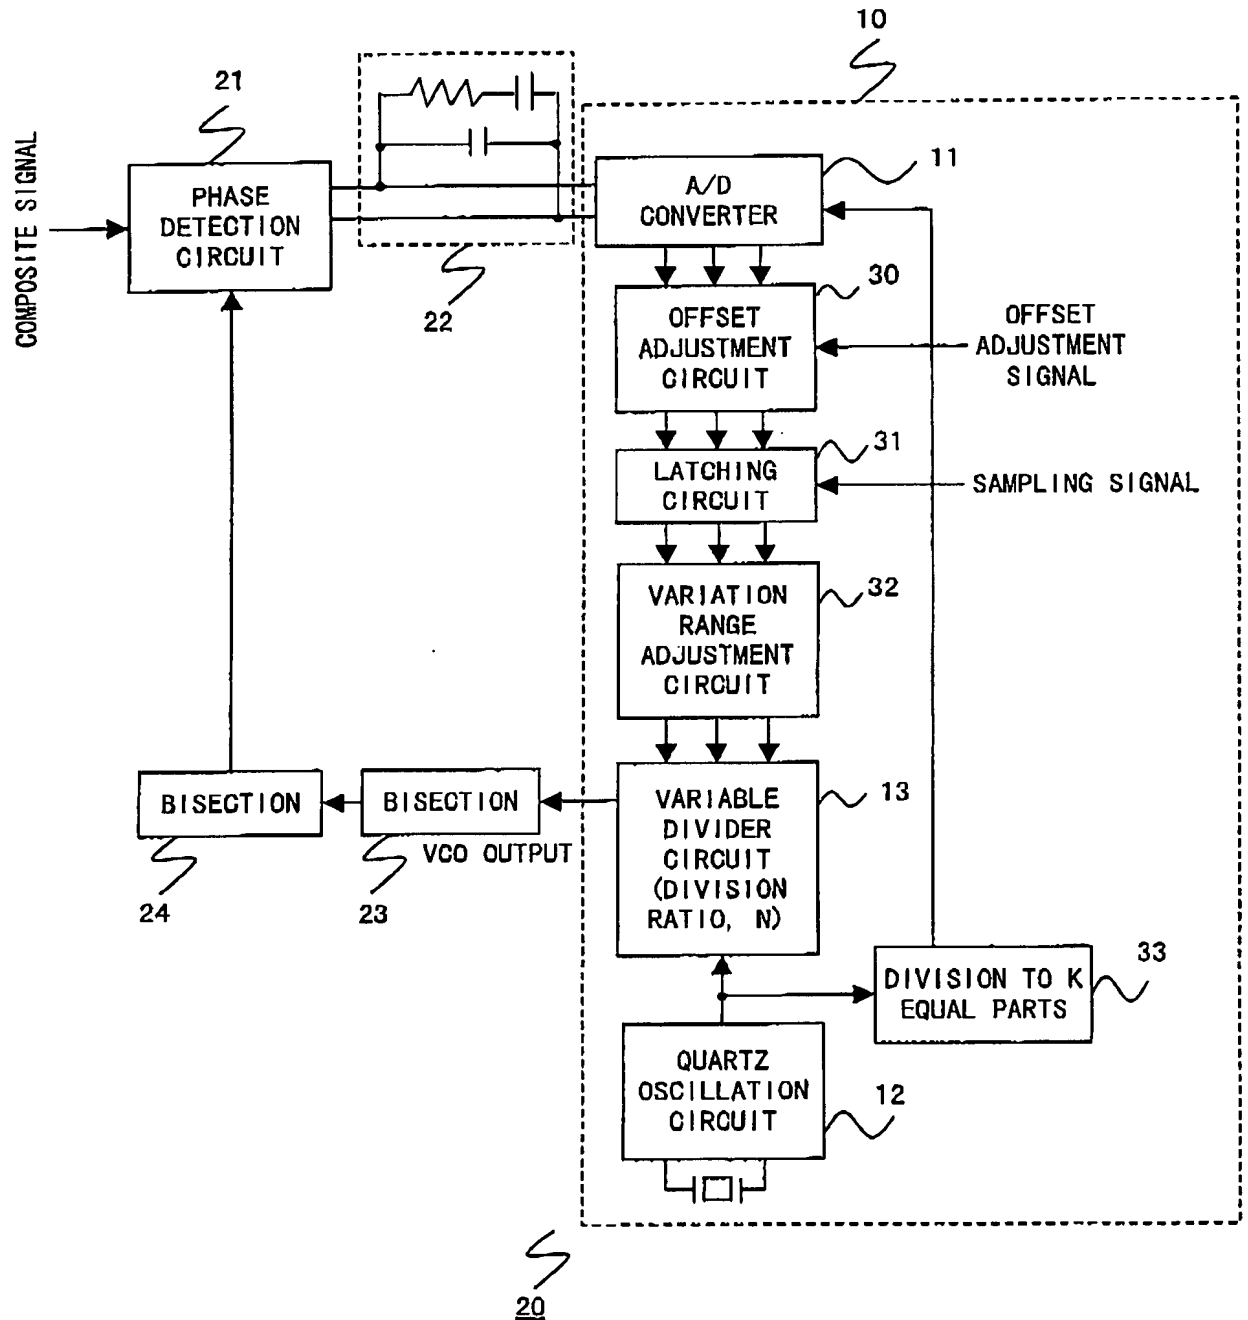 10
21
COMPOSITE SIGNAL
PHASE
DETECTION
CIRCUIT
22
A/D
CONVERTER
11
OFFSET
ADJUSTMENT
CIRCUIT
30
OFFSET
ADJUSTMENT
SIGNAL
LATCHING
CIRCUIT
31
SAMPLING SIGNAL
VARIATION
RANGE
ADJUSTMENT
CIRCUIT
32
BISECTION
24
BISECTION
23
VCO OUTPUT
VARIABLE
DIVIDER
CIRCUIT
(DIVISION
RATIO, N)
13
DIVISION TO K
EQUAL PARTS
33
QUARTZ
OSCILLATION
CIRCUIT
12
20